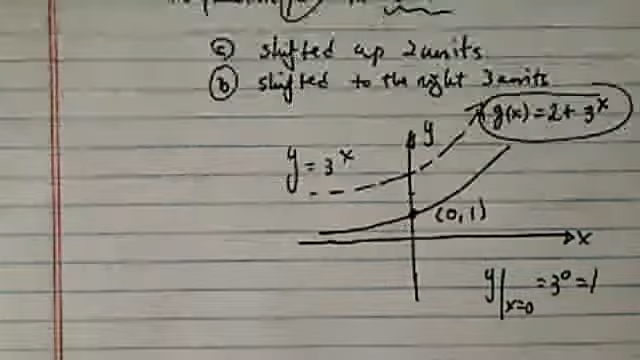 (a) shifted up 2 units
(b) shifted to the right 3 units
g(x) = 2 + 3^x
y
y = 3^x
(0,1)
x
y|x=0 = 3^0 = 1